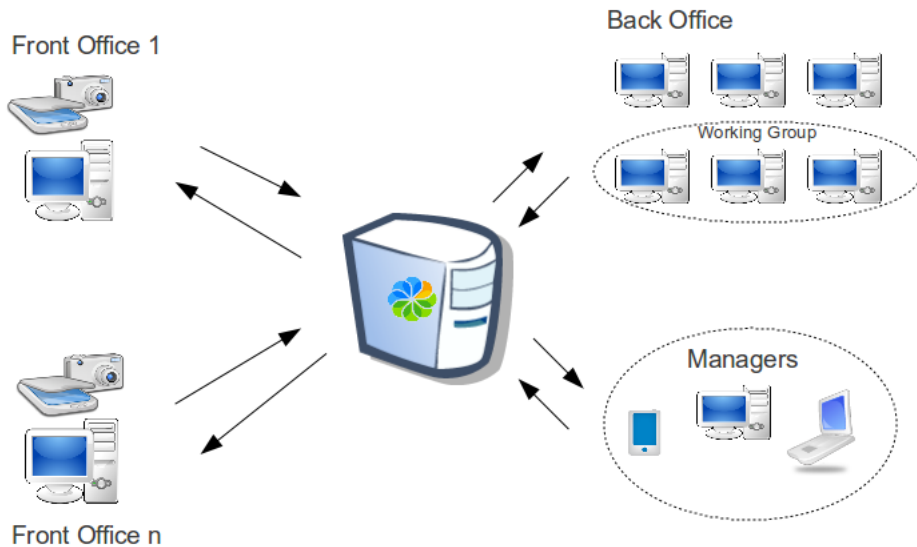 Front Office 1
Back Office
Working Group
Managers
Front Office n